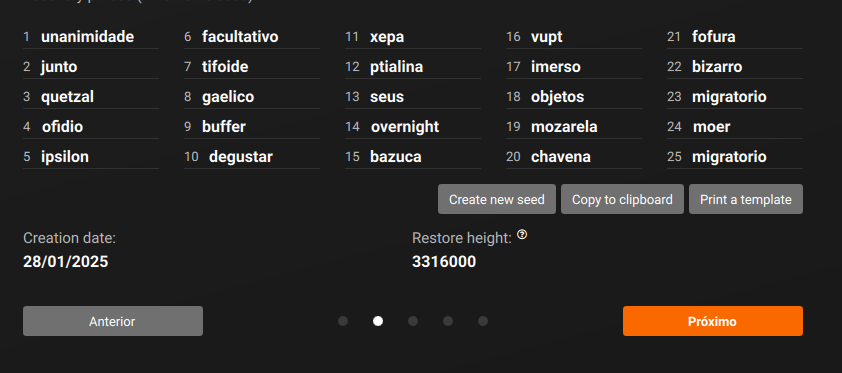 1 unanimidade 6 facultativo 11 xepa 16 vupt 21 fofura
2 junto 7 tifoide 12 ptialina 17 imerso 22 bizarro
3 quetzal 8 gaelico 13 seus 18 objetos 23 migratorio
4 ofidio 9 buffer 14 overnight 19 mozarela 24 moer
5 ipsilon 10 degustar 15 bazuca 20 chavena 25 migratorio
Create new seed Copy to clipboard Print a template
Creation date: Restore height: ?
28/01/2025 3316000
Anterior Próximo